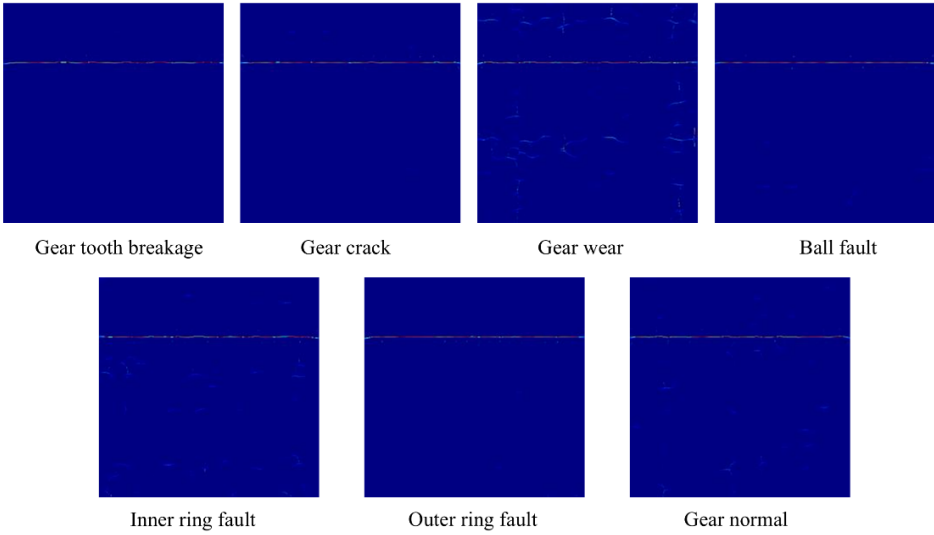 Gear tooth breakage
Gear crack
Gear wear
Ball fault
Inner ring fault
Outer ring fault
Gear normal